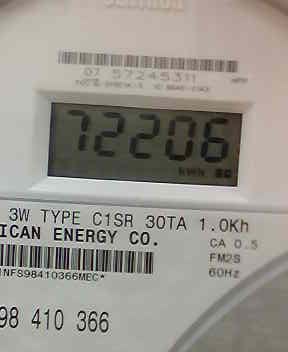 07 57245311
72206
kWh
3W TYPE C1SR 30TA 1.0Kh
ICAN ENERGY CO.
CA 0.5
FM2S
60Hz
1NFS98410366MEC*
98 410 366